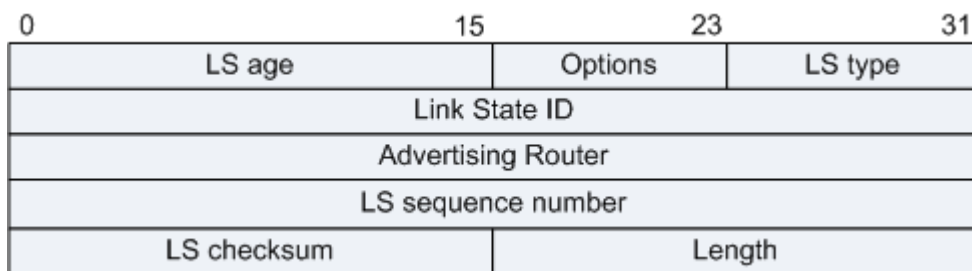 0 15 23 31
LS age Options LS type
Link State ID
Advertising Router
LS sequence number
LS checksum Length